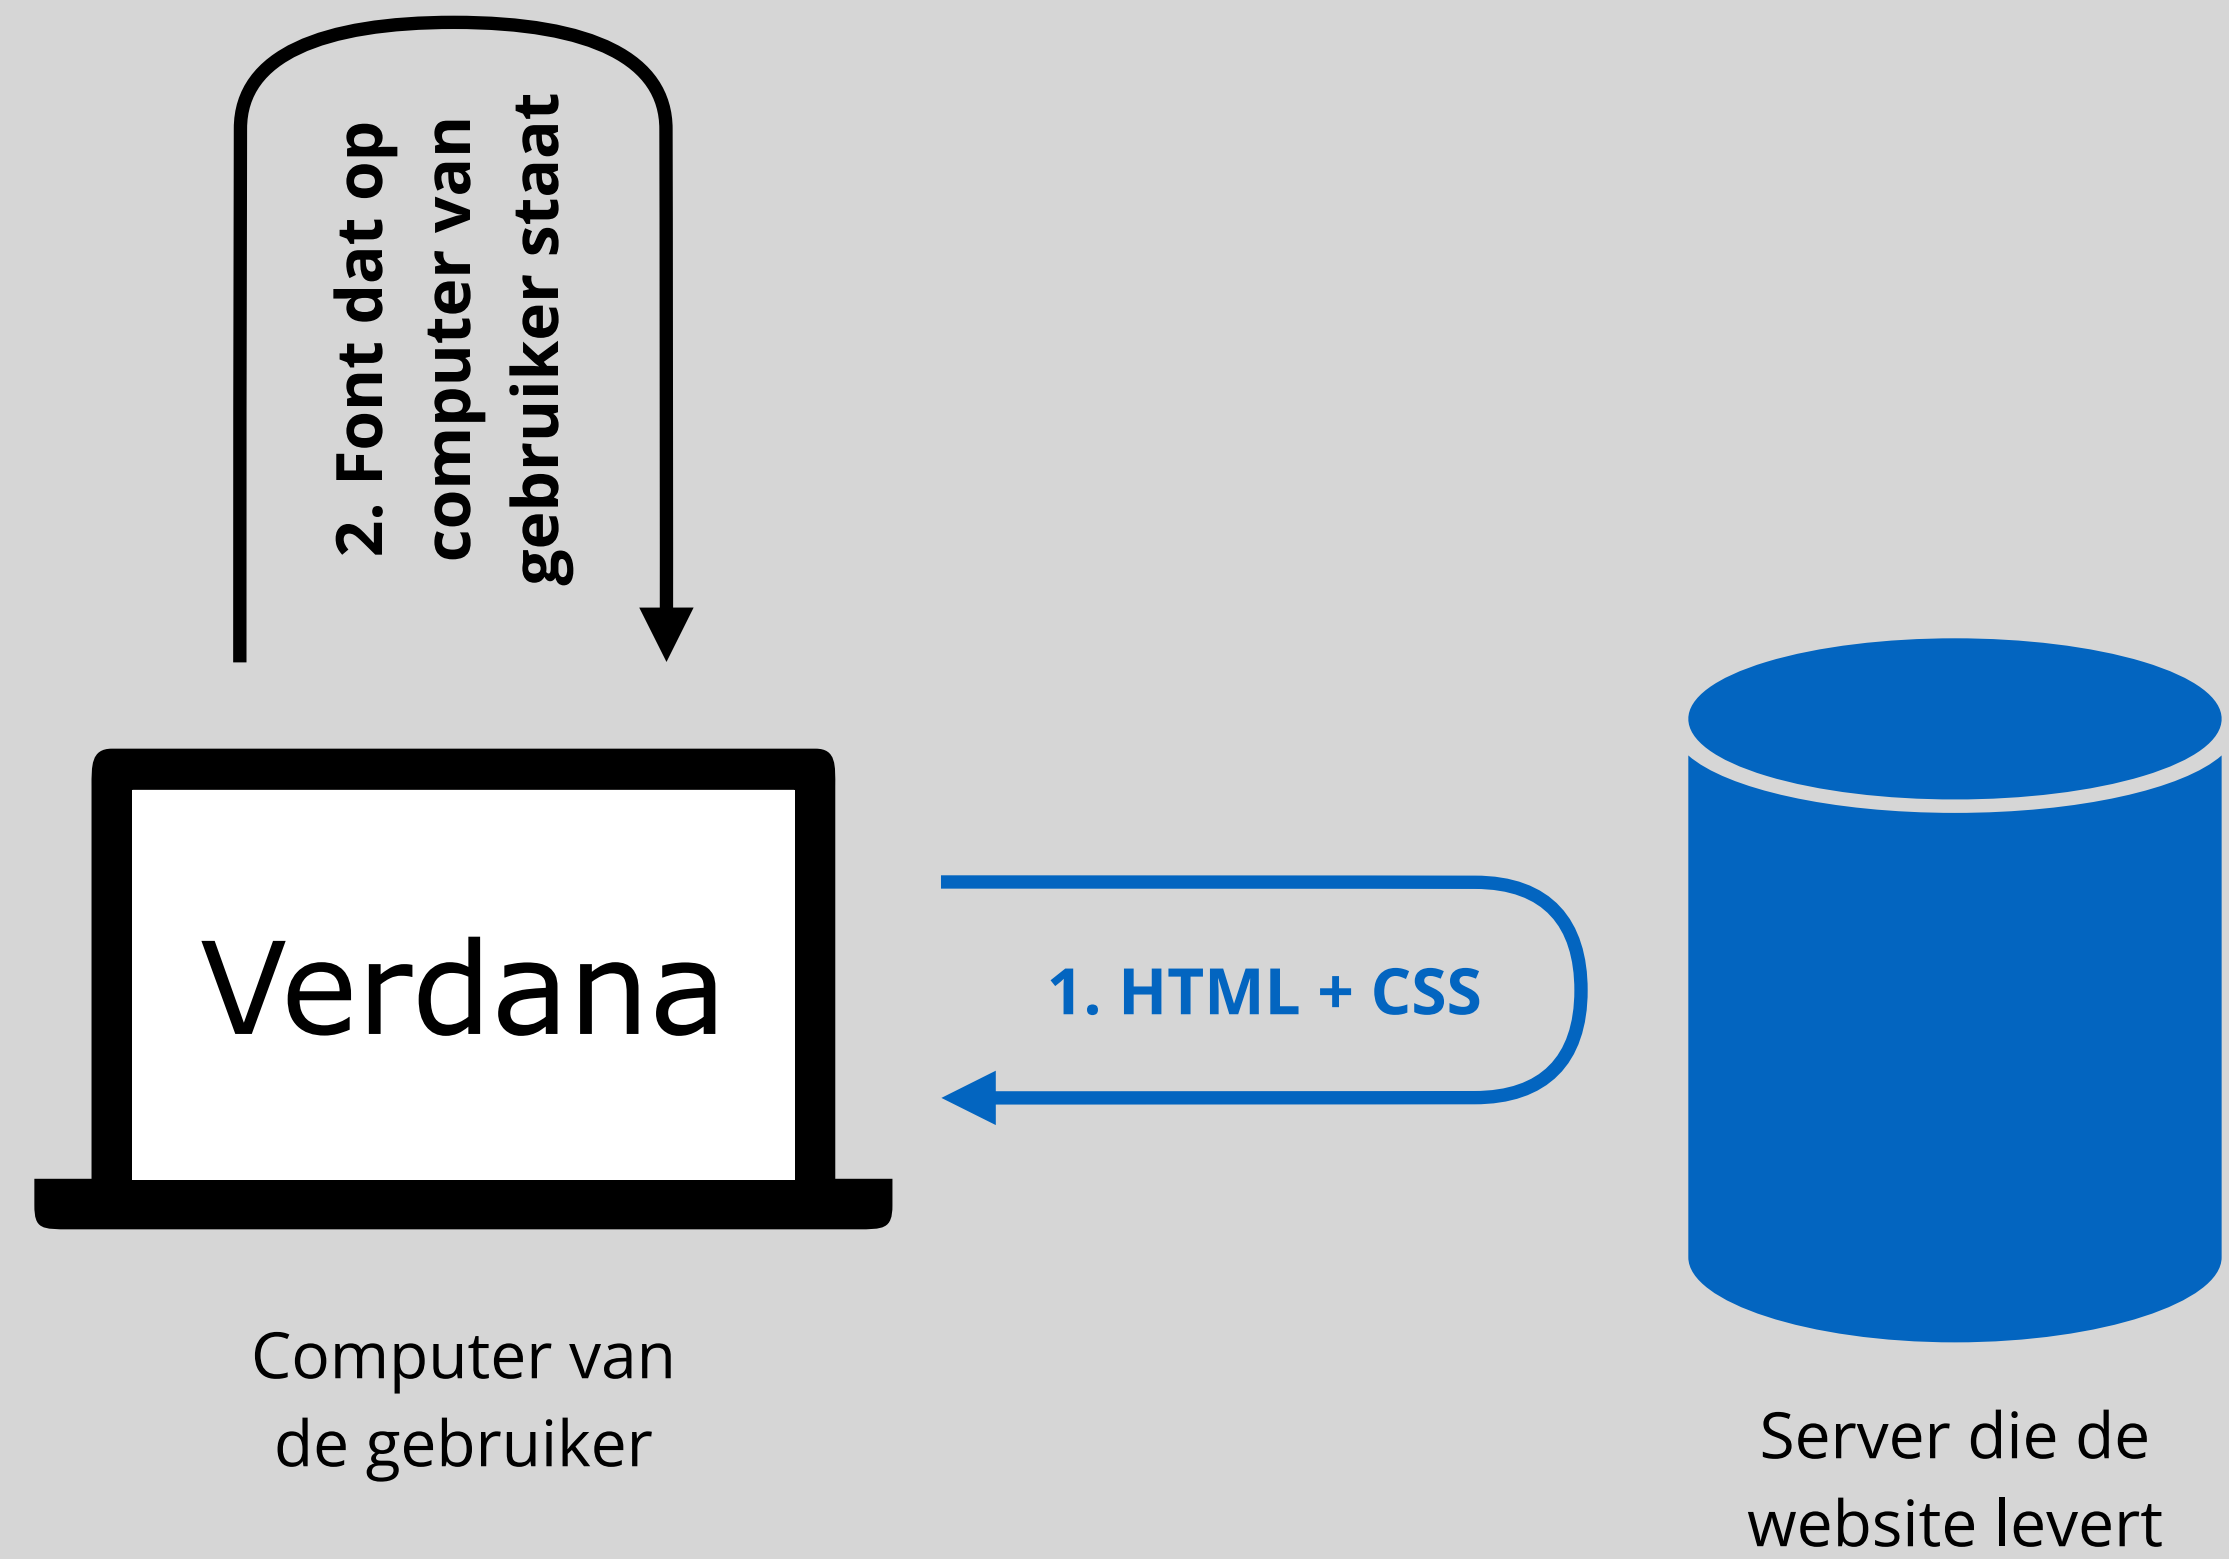 2. Font dat op
computer van
gebruiker staat
Verdana
1. HTML + CSS
Computer van
de gebruiker
Server die de
website levert